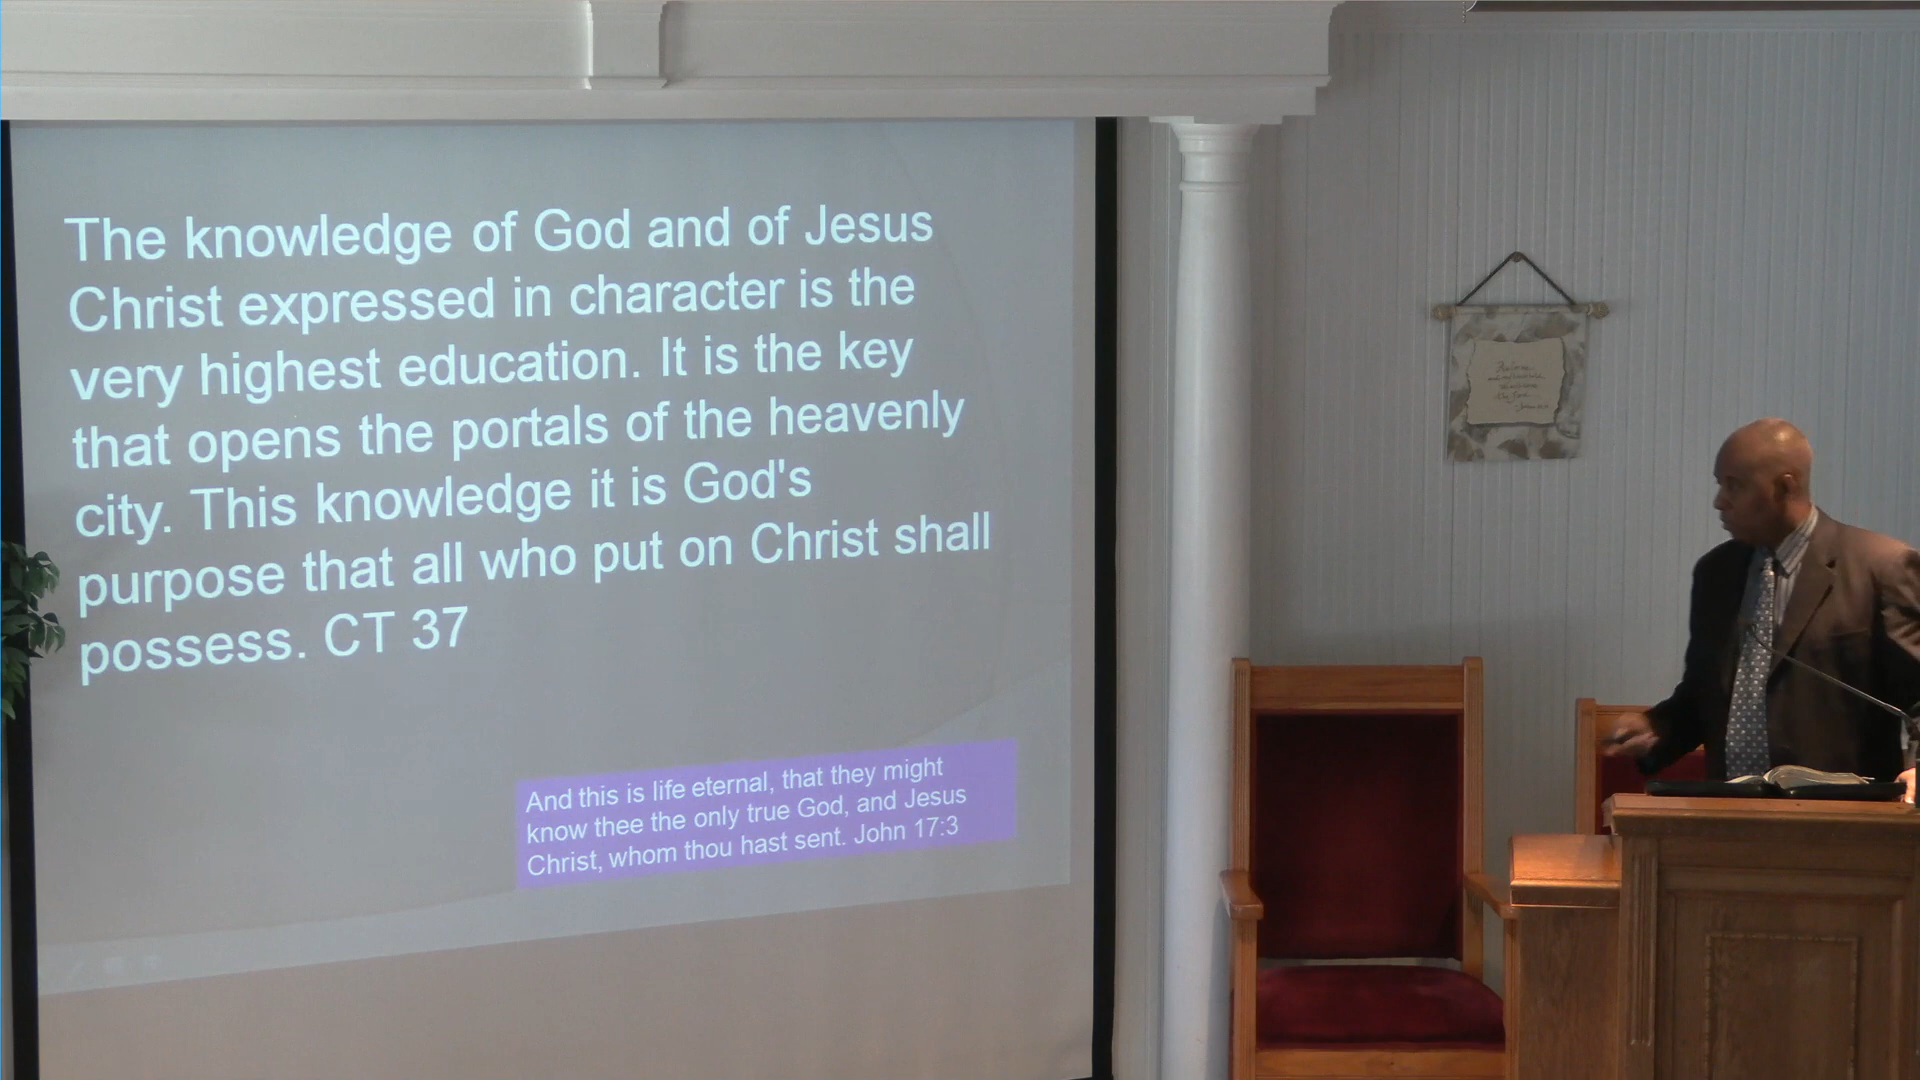 The knowledge of God and of Jesus
Christ expressed in character is the
very highest education. It is the key
that opens the portals of the heavenly
city. This knowledge it is God's
purpose that all who put on Christ shall
possess. CT 37
And this is life eternal, that they might
know thee the only true God, and Jesus
Christ, whom thou hast sent. John 17:3